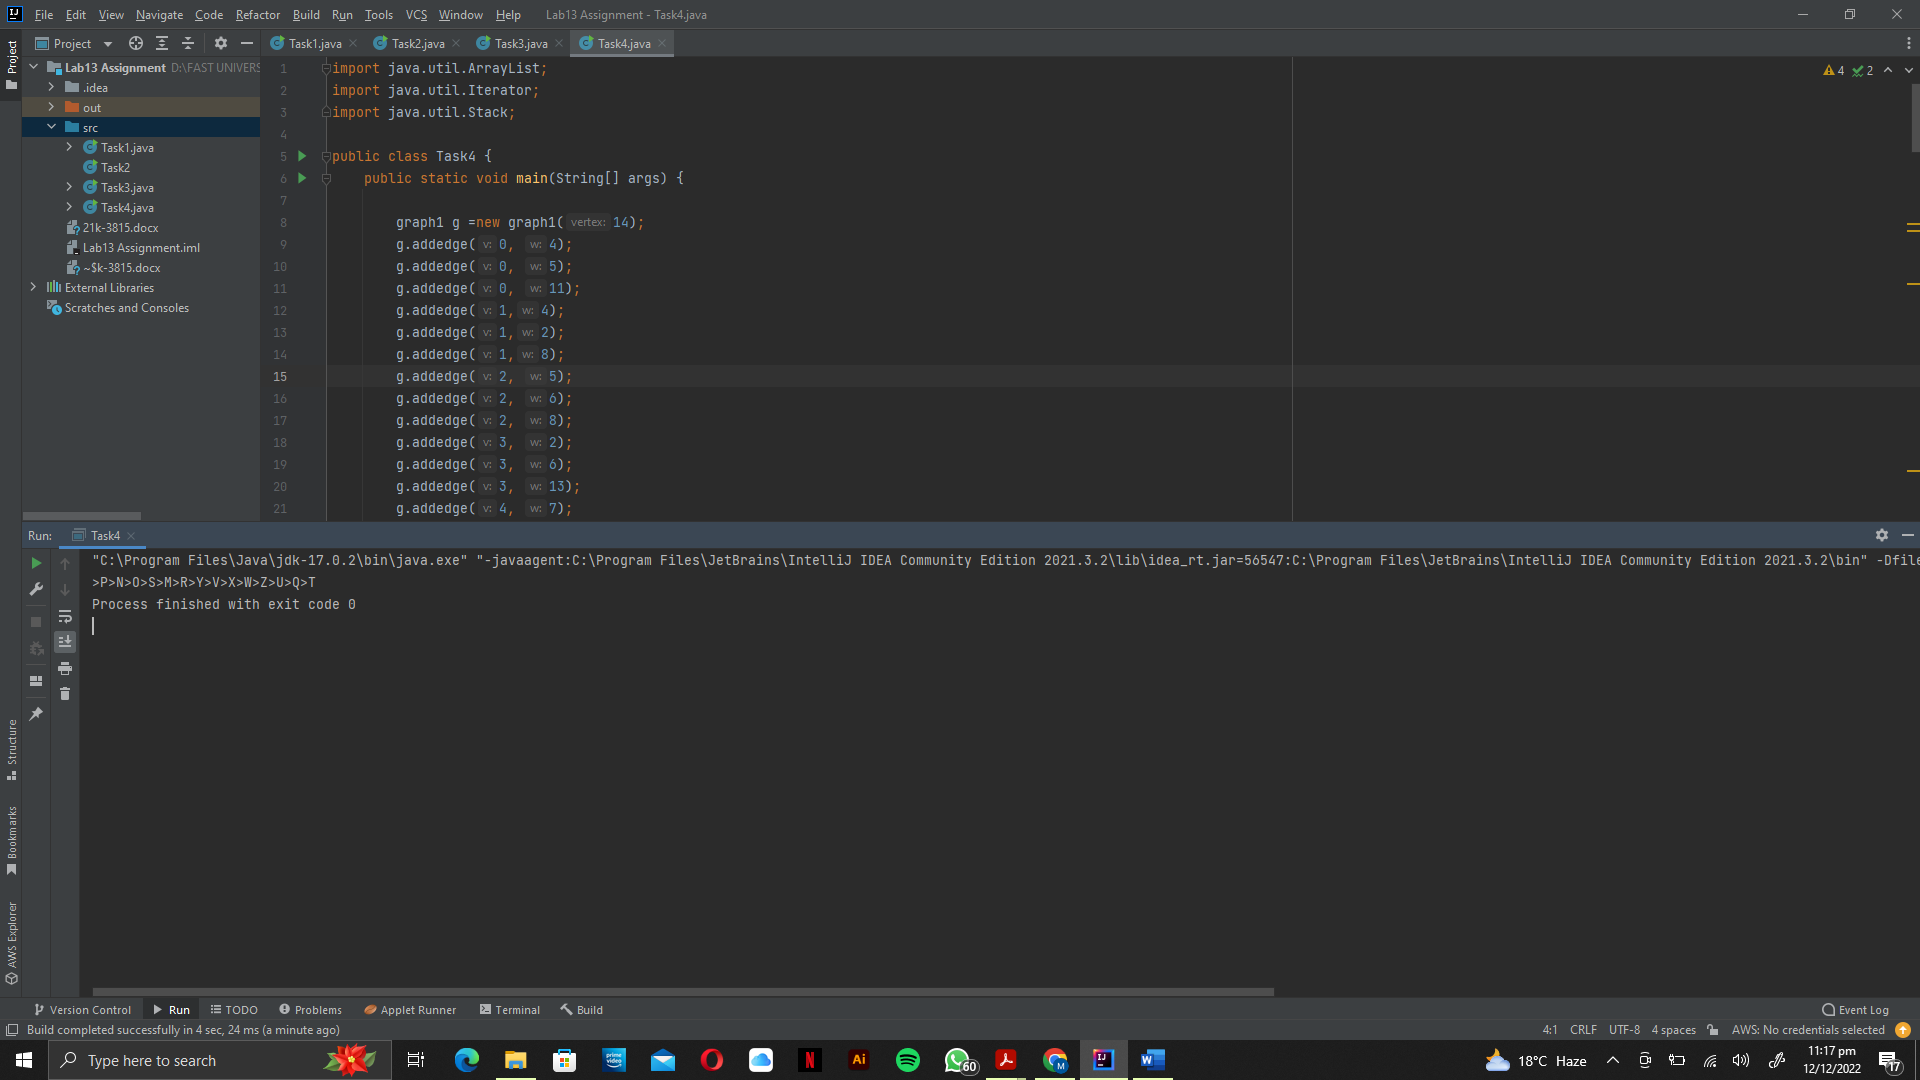 File Edit View Navigate Code Refactor Build Run Tools VCS Window Help Lab13 Assignment - Task4.java
Project
Project Task1.java Task2.java Task3.java Task4.java
Lab13 Assignment D:\FAST UNIVERS
.idea
out
src
Task1.java
Task2
Task3.java
Task4.java
21k-3815.docx
Lab13 Assignment.iml
~$k-3815.docx
External Libraries
Scratches and Consoles
4 2
1 import java.util.ArrayList;
2 import java.util.Iterator;
3 import java.util.Stack;
4
5 public class Task4 {
6 public static void main(String[] args) {
7
8 graph1 g =new graph1( vertex: 14);
9 g.addedge( v: 0, w: 4);
10 g.addedge( v: 0, w: 5);
11 g.addedge( v: 0, w: 11);
12 g.addedge( v: 1, w: 4);
13 g.addedge( v: 1, w: 2);
14 g.addedge( v: 1, w: 8);
15 g.addedge( v: 2, w: 5);
16 g.addedge( v: 2, w: 6);
17 g.addedge( v: 2, w: 8);
18 g.addedge( v: 3, w: 2);
19 g.addedge( v: 3, w: 6);
20 g.addedge( v: 3, w: 13);
21 g.addedge( v: 4, w: 7);
Run: Task4
"C:\Program Files\Java\jdk-17.0.2\bin\java.exe" "-javaagent:C:\Program Files\JetBrains\IntelliJ IDEA Community Edition 2021.3.2\lib\idea_rt.jar=56547:C:\Program Files\JetBrains\IntelliJ IDEA Community Edition 2021.3.2\bin" -Dfile
>P>N>O>S>M>R>Y>V>X>W>Z>U>Q>T
Process finished with exit code 0
Structure
Bookmarks
AWS Explorer
Version Control Run TODO Problems Applet Runner Terminal Build Event Log
Build completed successfully in 4 sec, 24 ms (a minute ago) 4:1 CRLF UTF-8 4 spaces AWS: No credentials selected
Type here to search prime video N Ai 60 M IJ W 18°C Haze 11:17 pm
12/12/2022 17